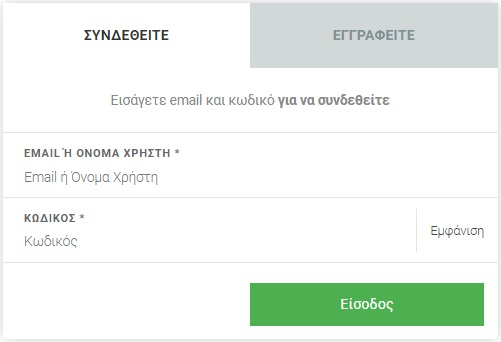 ΣΥΝΔΕΘΕΙΤΕ
ΕΓΓΡΑΦΕΙΤΕ
Εισάγετε email και κωδικό για να συνδεθείτε
EMAIL Ή ΟΝΟΜΑ ΧΡΗΣΤΗ *
Email ή Όνομα Χρήστη
ΚΩΔΙΚΟΣ *
Κωδικός
Εμφάνιση
Είσοδος